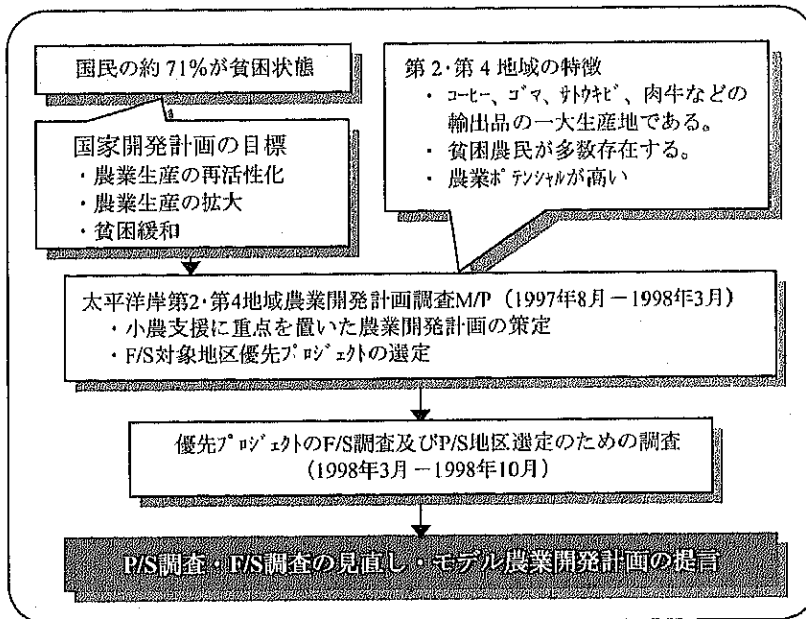 国民の約71%が貧困状態
国家開発計画の目標
・農業生産の再活性化
・農業生産の拡大
・貧困緩和
第2・第4地域の特徴
・ｺｰﾋｰ、ｺﾞﾏ、ｻﾄｳｷﾋﾞ、肉牛などの
輸出品の一大生産地である。
・貧困農民が多数存在する。
・農業ﾎﾟﾃﾝｼｬﾙが高い
太平洋岸第2・第4地域農業開発計画調査M/P（1997年8月－1998年3月）
・小農支援に重点を置いた農業開発計画の策定
・F/S対象地区優先ﾌﾟﾛｼﾞｪｸﾄの選定
優先ﾌﾟﾛｼﾞｪｸﾄのF/S調査及びP/S地区選定のための調査
（1998年3月－1998年10月）
P/S調査・F/S調査の見直し・モデル農業開発計画の提言